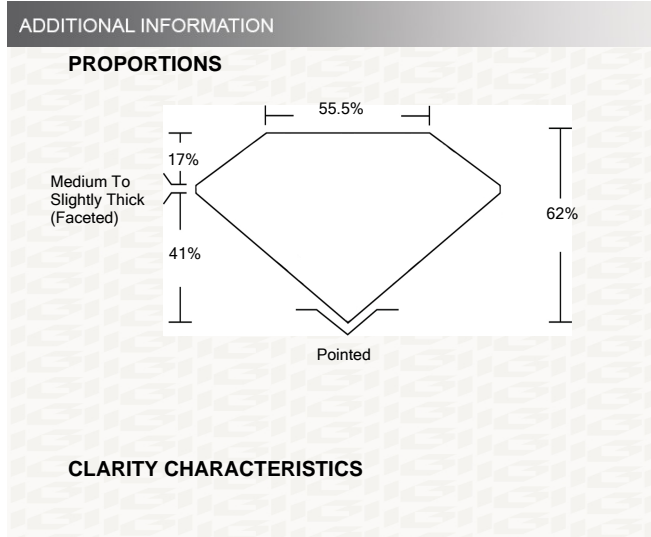 ADDITIONAL INFORMATION
PROPORTIONS
55.5%
17%
Medium To
Slightly Thick
(Faceted)
62%
41%
Pointed
CLARITY CHARACTERISTICS